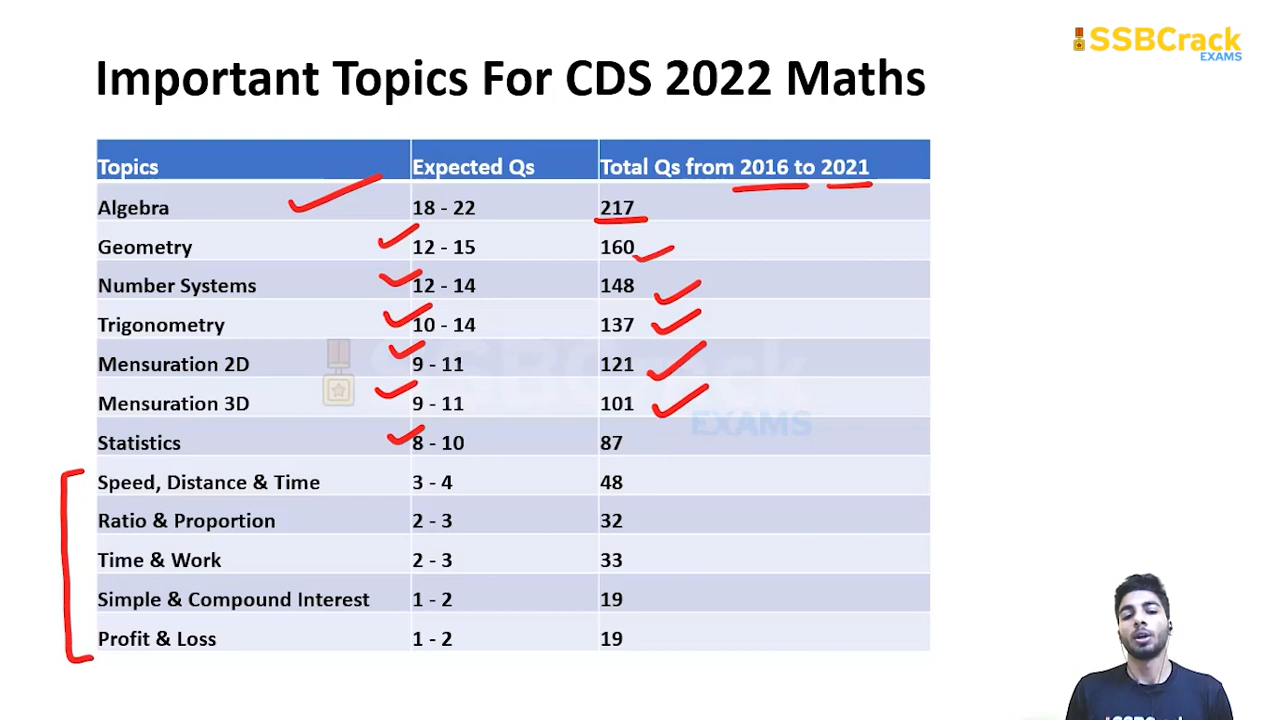 SSBCrack
EXAMS
Important Topics For CDS 2022 Maths
Topics Expected Qs Total Qs from 2016 to 2021
Algebra 18 - 22 217
Geometry 12 - 15 160
Number Systems 12 - 14 148
Trigonometry 10 - 14 137
Mensuration 2D 9 - 11 121
Mensuration 3D 9 - 11 101
Statistics 8 - 10 87
Speed, Distance & Time 3 - 4 48
Ratio & Proportion 2 - 3 32
Time & Work 2 - 3 33
Simple & Compound Interest 1 - 2 19
Profit & Loss 1 - 2 19
SSBCrack
EXAMS